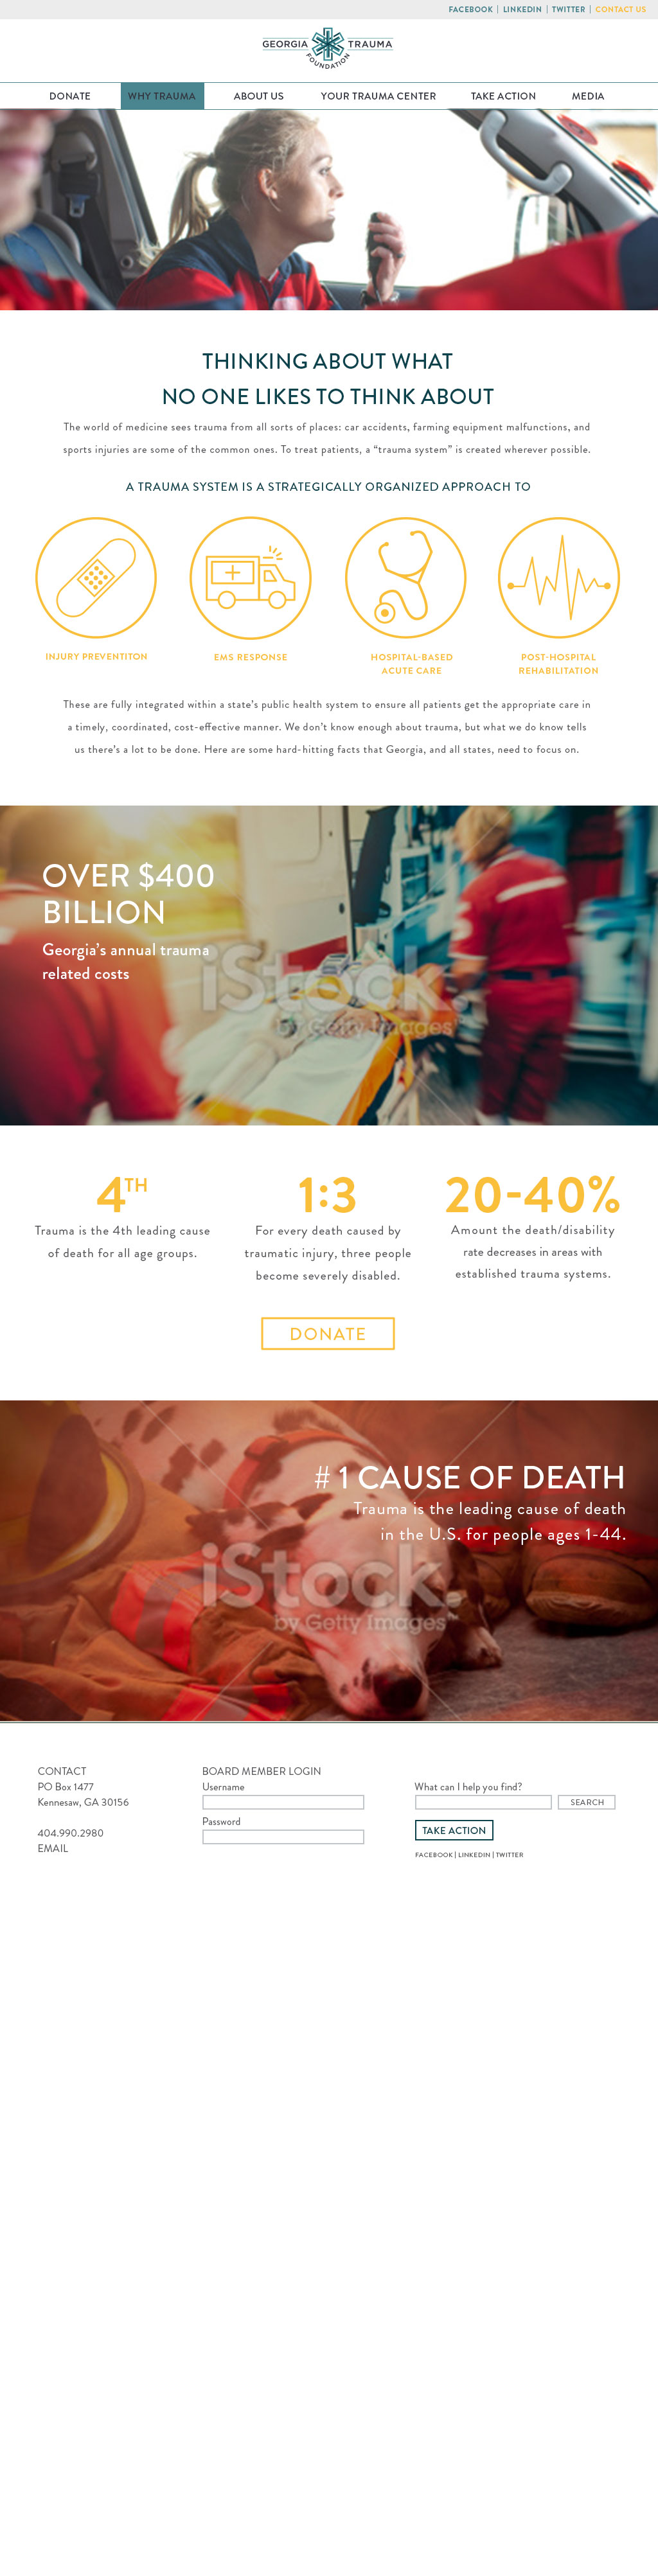 FACEBOOK | LINKEDIN | TWITTER | CONTACT US
GEORGIA TRAUMA
FOUNDATION
DONATE WHY TRAUMA ABOUT US YOUR TRAUMA CENTER TAKE ACTION MEDIA
THINKING ABOUT WHAT
NO ONE LIKES TO THINK ABOUT
The world of medicine sees trauma from all sorts of places: car accidents, farming equipment malfunctions, and
sports injuries are some of the common ones. To treat patients, a “trauma system” is created wherever possible.
A TRAUMA SYSTEM IS A STRATEGICALLY ORGANIZED APPROACH TO
INJURY PREVENTITON
EMS RESPONSE
HOSPITAL-BASED
ACUTE CARE
POST-HOSPITAL
REHABILITATION
These are fully integrated within a state’s public health system to ensure all patients get the appropriate care in
a timely, coordinated, cost-effective manner. We don’t know enough about trauma, but what we do know tells
us there’s a lot to be done. Here are some hard-hitting facts that Georgia, and all states, need to focus on.
OVER $400
BILLION
Georgia’s annual trauma
related costs
iStock
by Getty Images™
4TH
Trauma is the 4th leading cause
of death for all age groups.
1:3
For every death caused by
traumatic injury, three people
become severely disabled.
20-40%
Amount the death/disability
rate decreases in areas with
established trauma systems.
DONATE
# 1 CAUSE OF DEATH
Trauma is the leading cause of death
in the U.S. for people ages 1-44.
iStock
by Getty Images™
CONTACT
PO Box 1477
Kennesaw, GA 30156
404.990.2980
EMAIL
BOARD MEMBER LOGIN
Username
Password
What can I help you find?
SEARCH
TAKE ACTION
FACEBOOK | LINKEDIN | TWITTER